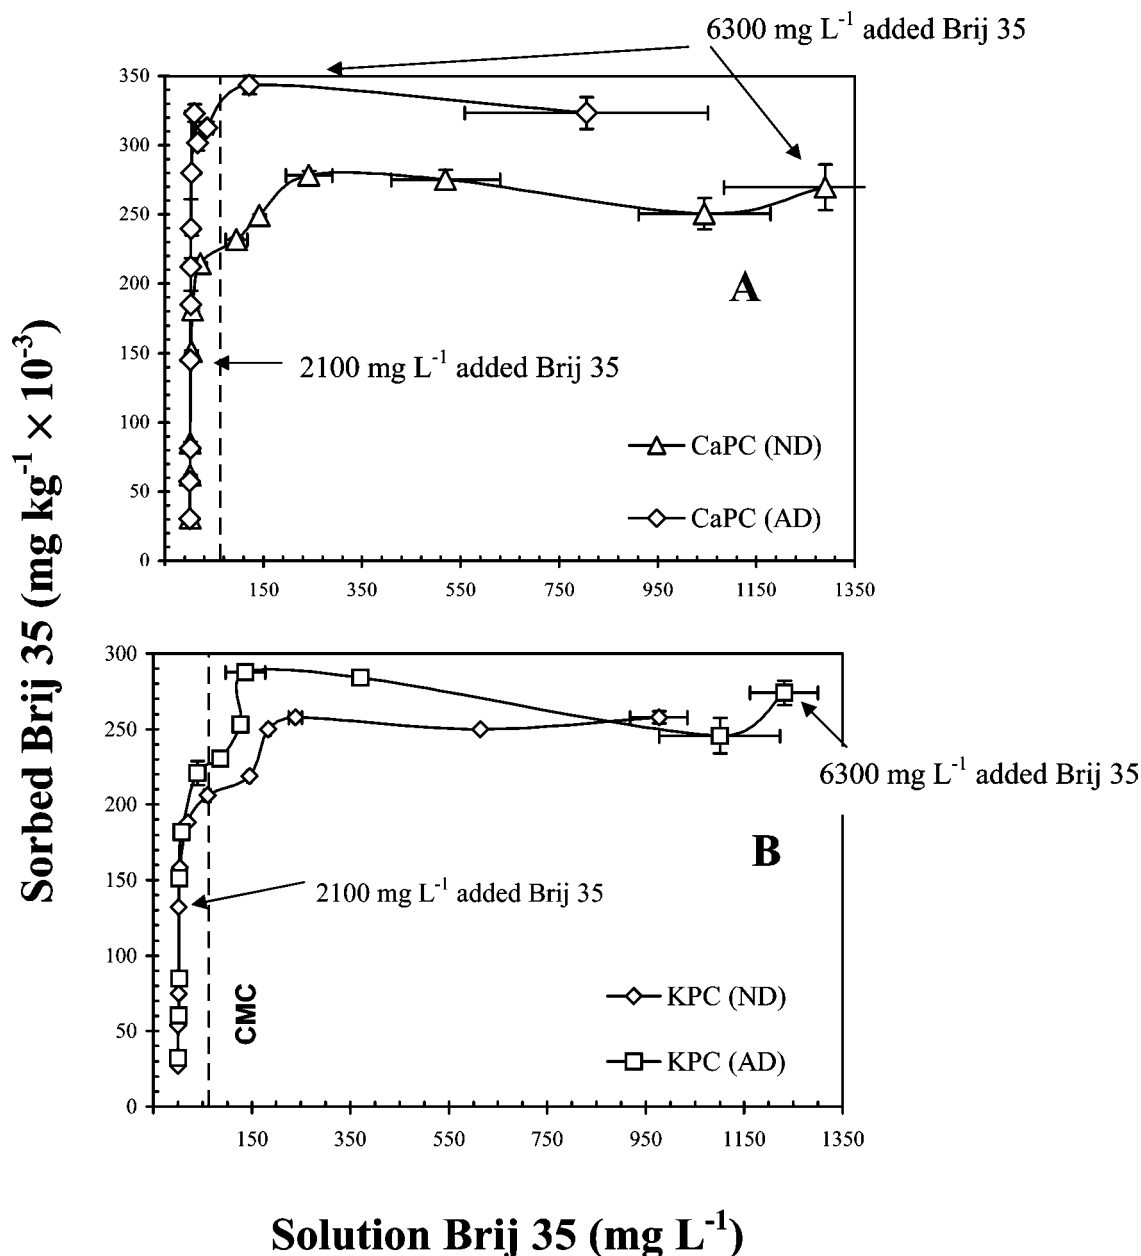 6300 mg L⁻¹ added Brij 35
350
300
250
200
150
100
50
0
A
2100 mg L⁻¹ added Brij 35
CaPC (ND)
CaPC (AD)
150 350 550 750 950 1150 1350
Sorbed Brij 35 (mg kg⁻¹ × 10⁻³)
300
250
200
150
100
50
0
6300 mg L⁻¹ added Brij 35
B
2100 mg L⁻¹ added Brij 35
CMC
KPC (ND)
KPC (AD)
150 350 550 750 950 1150 1350
Solution Brij 35 (mg L⁻¹)